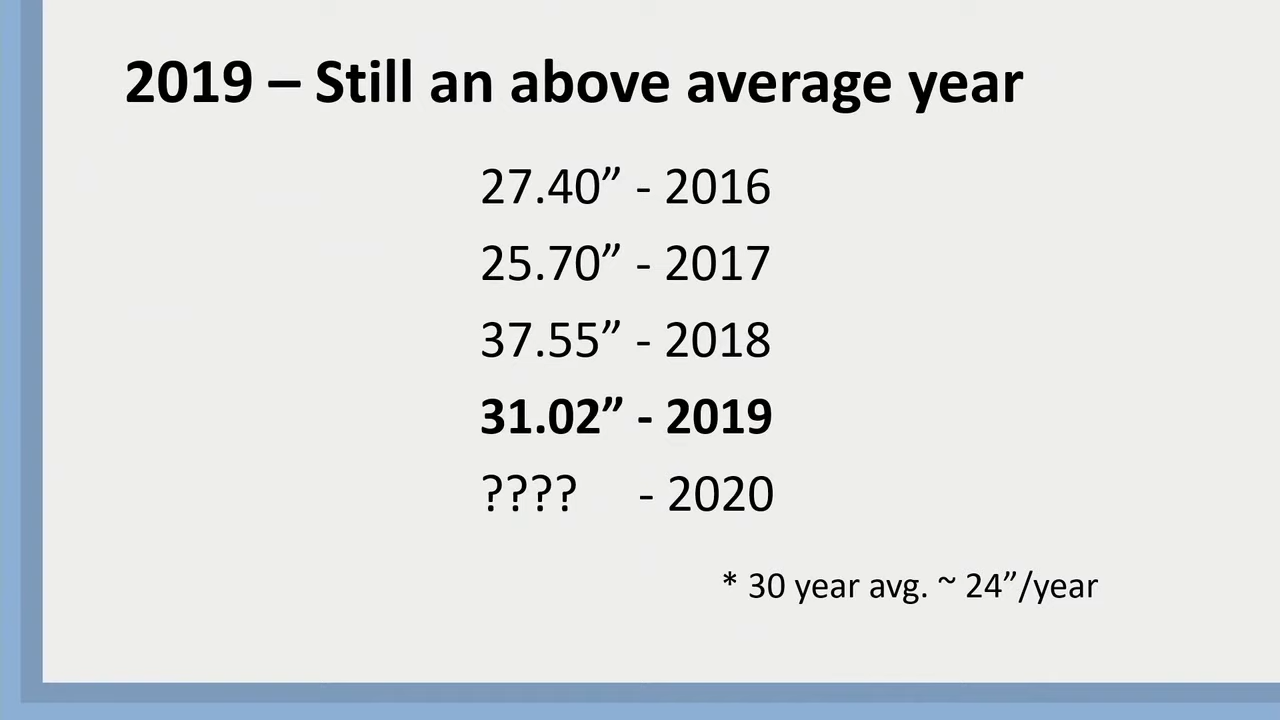 2019 – Still an above average year
27.40” - 2016
25.70” - 2017
37.55” - 2018
31.02” - 2019
???? - 2020
* 30 year avg. ~ 24”/year